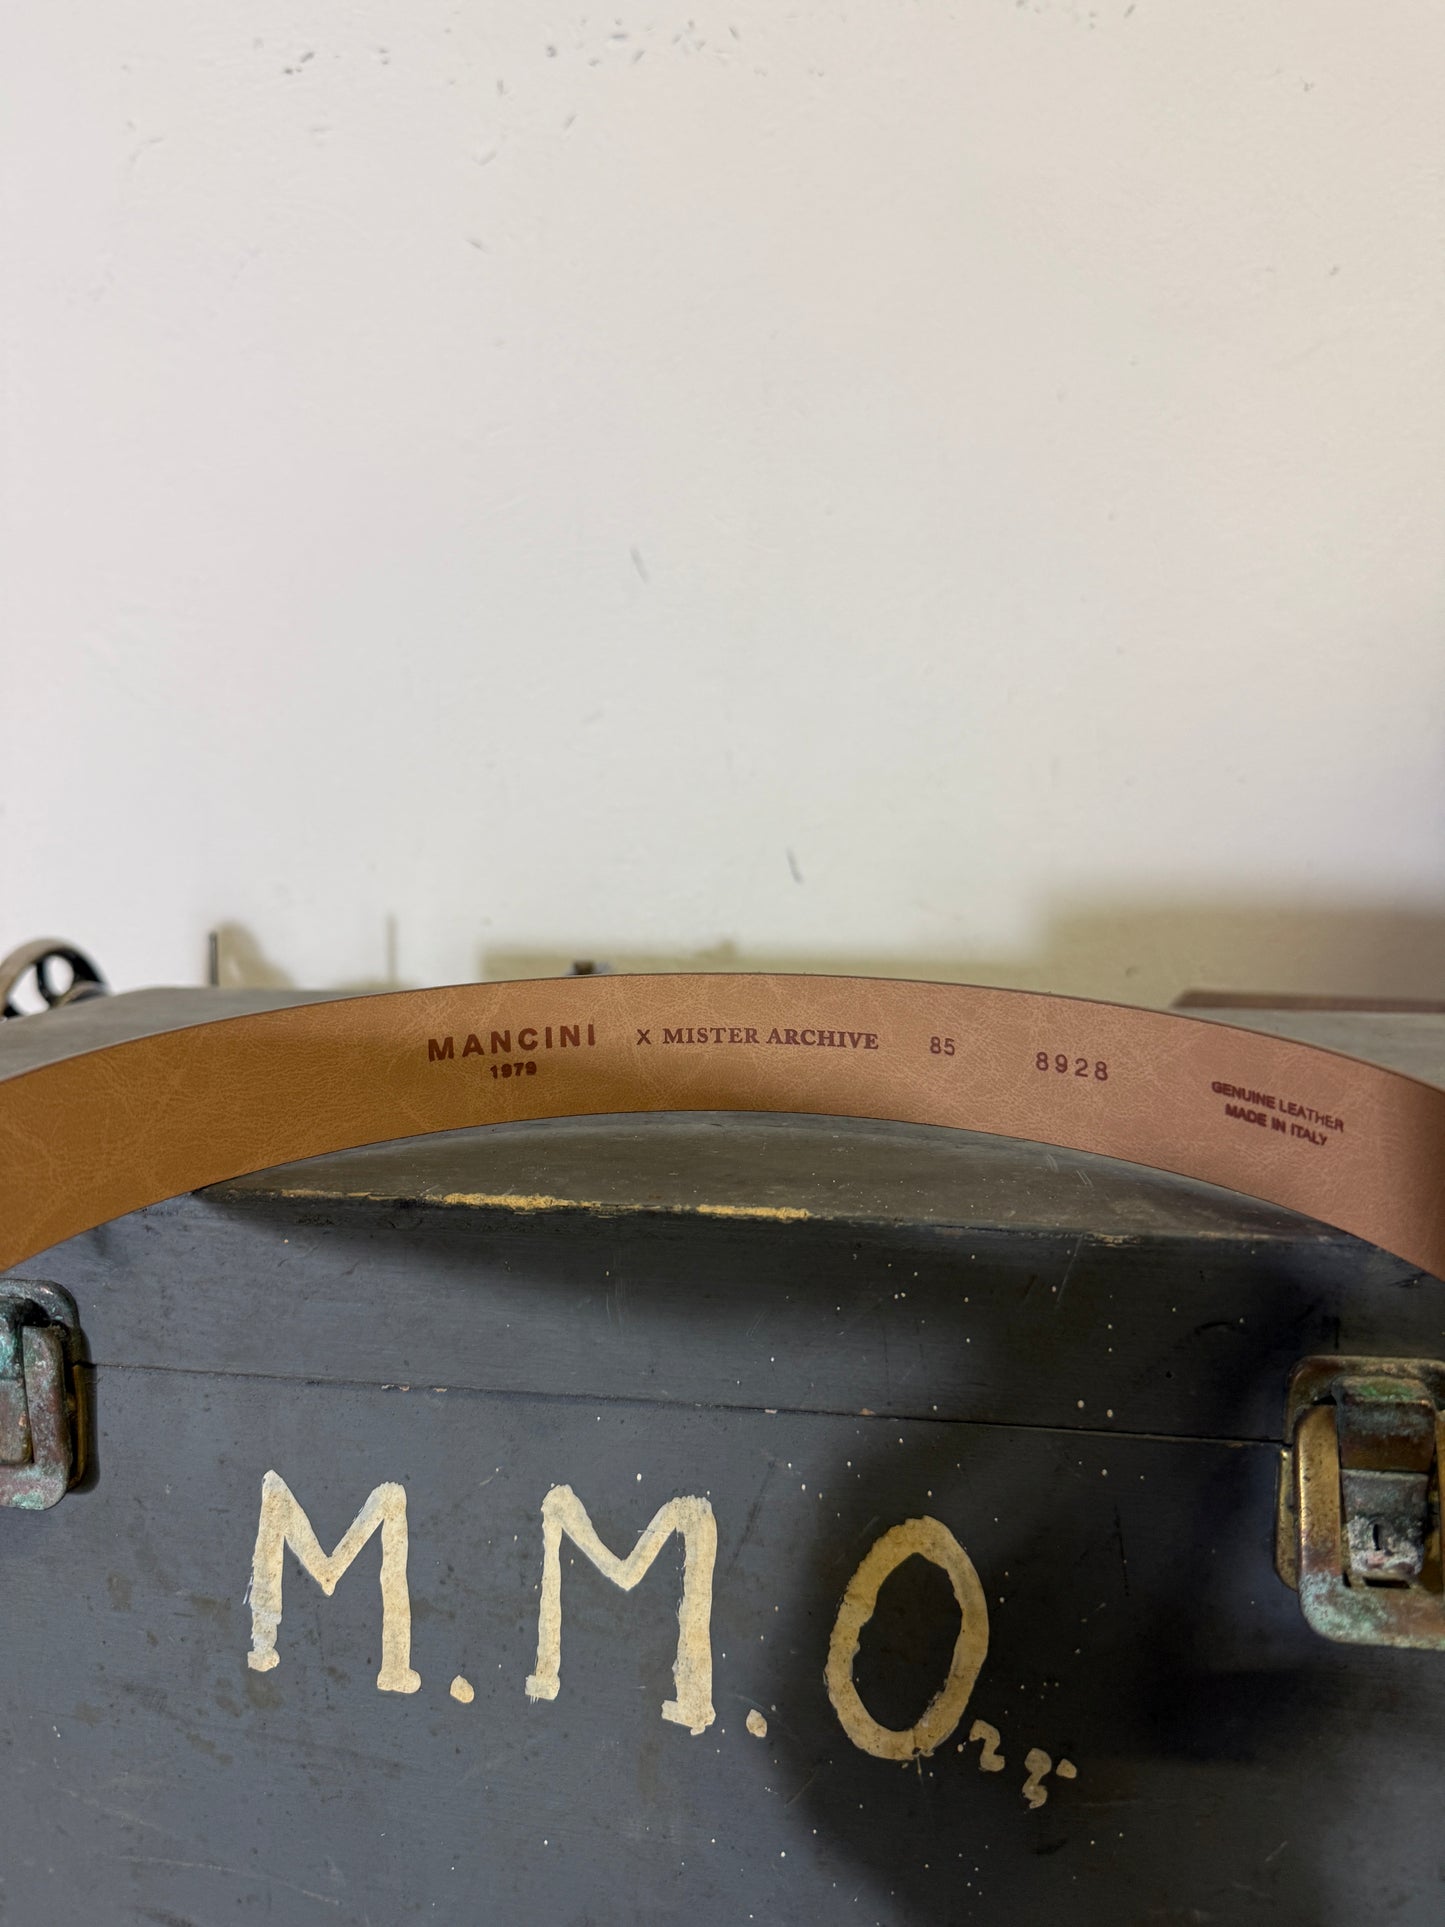 MANCINI X MISTER ARCHIVE 85 8928
1979
GENUINE LEATHER
MADE IN ITALY
M.M.O